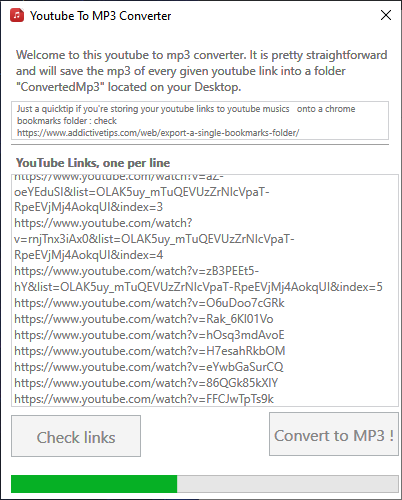 Youtube To MP3 Converter
Welcome to this youtube to mp3 converter. It is pretty straightforward
and will save the mp3 of every given youtube link into a folder
"ConvertedMp3" located on your Desktop.
Just a quicktip if you're storing your youtube links to youtube musics onto a chrome
bookmarks folder : check
https://www.addictivetips.com/web/export-a-single-bookmarks-folder/
YouTube Links, one per line
https://www.youtube.com/watch?v=aZ-
oeYEduSI&list=OLAK5uy_mTuQEVUzZrNIcVpaT-
RpeEVjMj4AokqUI&index=3
https://www.youtube.com/watch?
v=rnjTnx3iAx0&list=OLAK5uy_mTuQEVUzZrNIcVpaT-
RpeEVjMj4AokqUI&index=4
https://www.youtube.com/watch?v=zB3PEEt5-
hY&list=OLAK5uy_mTuQEVUzZrNIcVpaT-RpeEVjMj4AokqUI&index=5
https://www.youtube.com/watch?v=O6uDoo7cGRk
https://www.youtube.com/watch?v=Rak_6Kl01Vo
https://www.youtube.com/watch?v=hOsq3mdAvoE
https://www.youtube.com/watch?v=H7esahRkbOM
https://www.youtube.com/watch?v=eYwbGaSurCQ
https://www.youtube.com/watch?v=86QGk85kXIY
https://www.youtube.com/watch?v=FFCJwTpTs9k
Check links
Convert to MP3 !